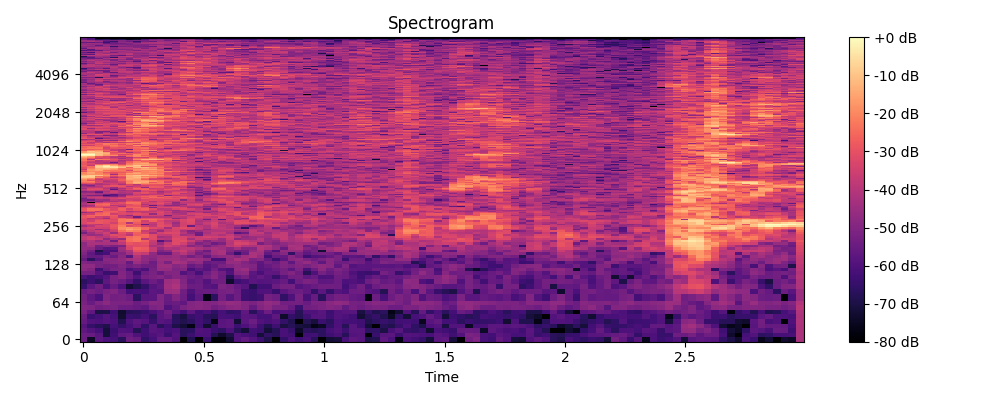 Spectrogram
Hz
4096
2048
1024
512
256
128
64
0
0
0.5
1
1.5
2
2.5
Time
+0 dB
-10 dB
-20 dB
-30 dB
-40 dB
-50 dB
-60 dB
-70 dB
-80 dB